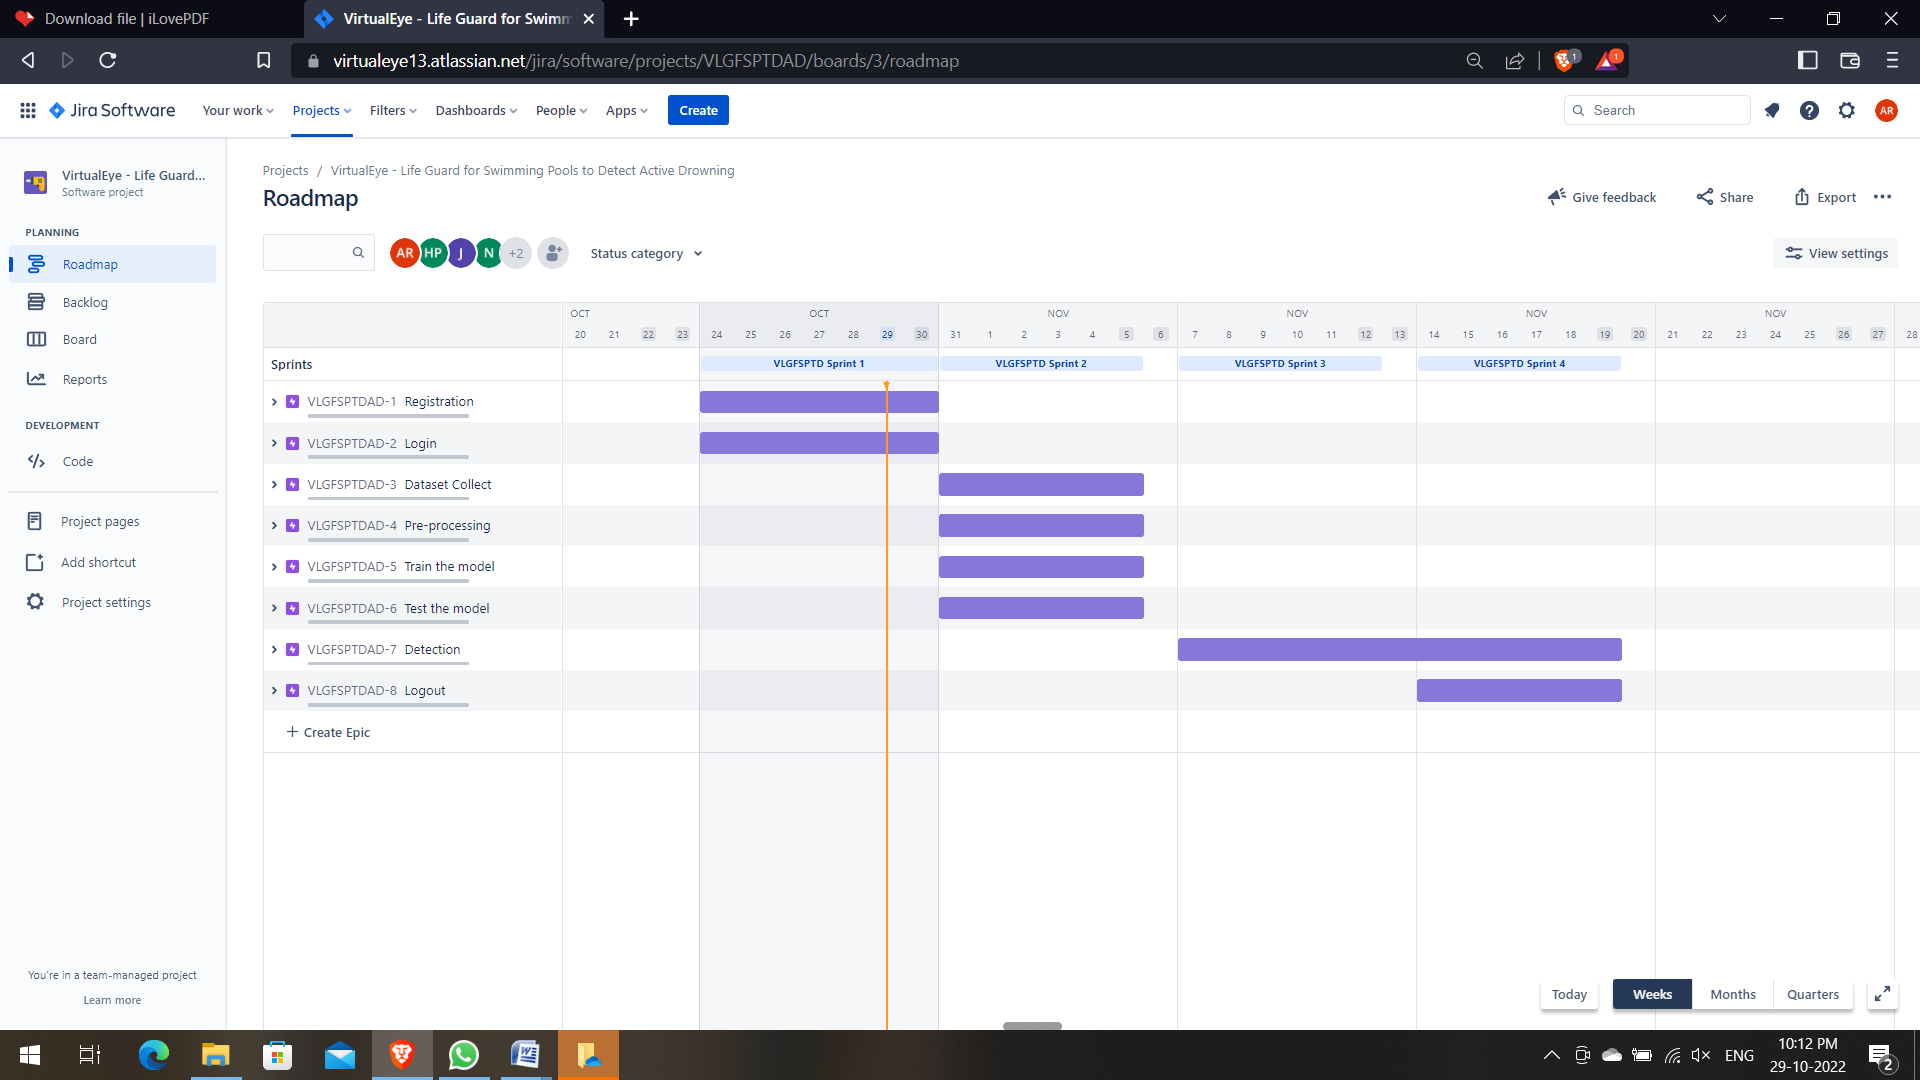 Download file | iLovePDF
VirtualEye - Life Guard for Swimm
virtualeye13.atlassian.net/jira/software/projects/VLGFSPTDAD/boards/3/roadmap
1
1
Jira Software
Your work
Projects
Filters
Dashboards
People
Apps
Create
Search
AR
VirtualEye - Life Guard...
Software project
PLANNING
Roadmap
Backlog
Board
Reports
DEVELOPMENT
Code
Project pages
Add shortcut
Project settings
You're in a team-managed project
Learn more
Projects / VirtualEye - Life Guard for Swimming Pools to Detect Active Drowning
Roadmap
Give feedback
Share
Export
AR HP J N +2
Status category
View settings
OCT OCT NOV NOV NOV NOV
20 21 22 23 24 25 26 27 28 29 30 31 1 2 3 4 5 6 7 8 9 10 11 12 13 14 15 16 17 18 19 20 21 22 23 24 25 26 27 28
Sprints
VLGFSPTD Sprint 1
VLGFSPTD Sprint 2
VLGFSPTD Sprint 3
VLGFSPTD Sprint 4
VLGFSPTDAD-1 Registration
VLGFSPTDAD-2 Login
VLGFSPTDAD-3 Dataset Collect
VLGFSPTDAD-4 Pre-processing
VLGFSPTDAD-5 Train the model
VLGFSPTDAD-6 Test the model
VLGFSPTDAD-7 Detection
VLGFSPTDAD-8 Logout
+ Create Epic
Today
Weeks
Months
Quarters
ENG
10:12 PM
29-10-2022
2